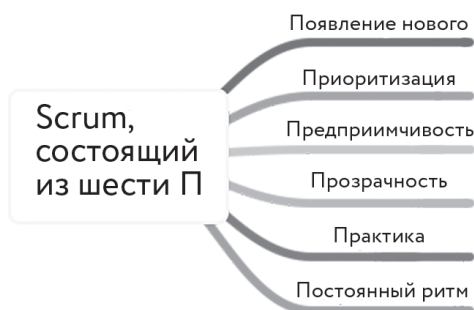 Scrum,
состоящий
из шести П
Появление нового
Приоритизация
Предприимчивость
Прозрачность
Практика
Постоянный ритм